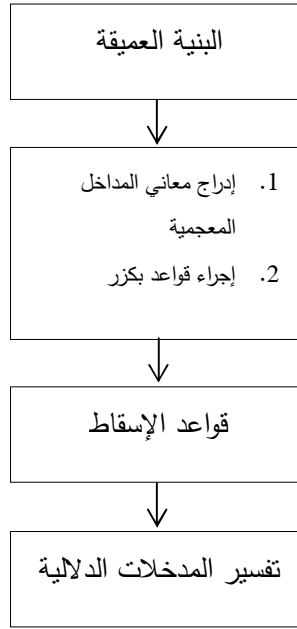 البنية العميقة
1. إدراج معاني المداخل
المعجمية
2. إجراء قواعد بكزر
قواعد الإسقاط
تفسير المدخلات الدلالية